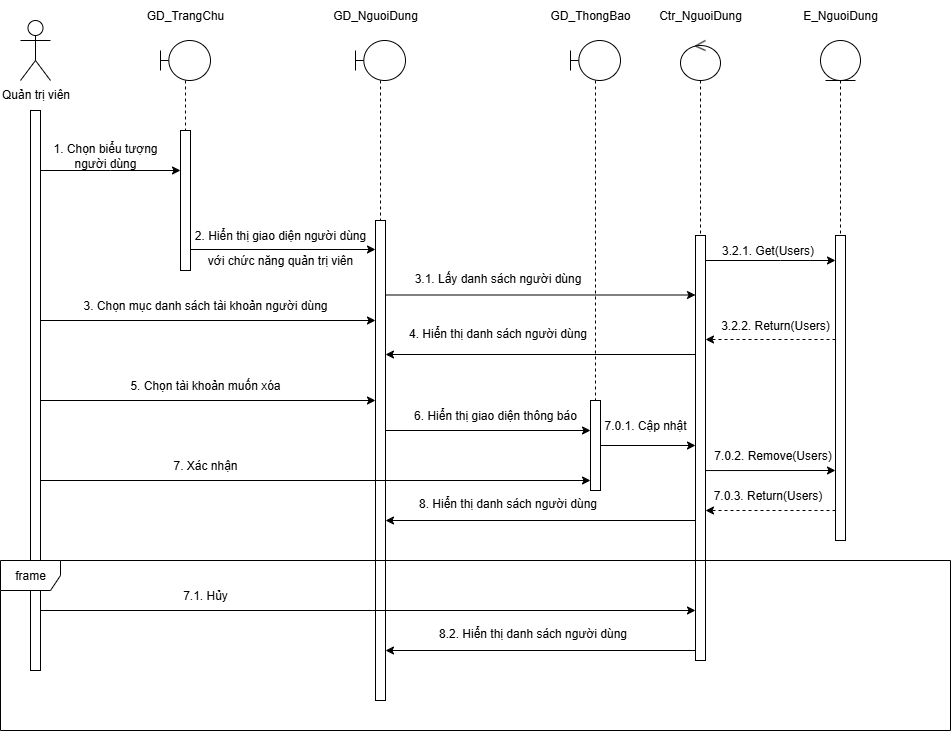 GD_TrangChu
GD_NguoiDung
GD_ThongBao
Ctr_NguoiDung
E_NguoiDung
Quản trị viên
1. Chọn biểu tượng
người dùng
2. Hiển thị giao diện người dùng
với chức năng quản trị viên
3.2.1. Get(Users)
3.1. Lấy danh sách người dùng
3. Chọn mục danh sách tài khoản người dùng
3.2.2. Return(Users)
4. Hiển thị danh sách người dùng
5. Chọn tài khoản muốn xóa
6. Hiển thị giao diện thông báo
7.0.1. Cập nhật
7.0.2. Remove(Users)
7. Xác nhận
7.0.3. Return(Users)
8. Hiển thị danh sách người dùng
frame
7.1. Hủy
8.2. Hiển thị danh sách người dùng